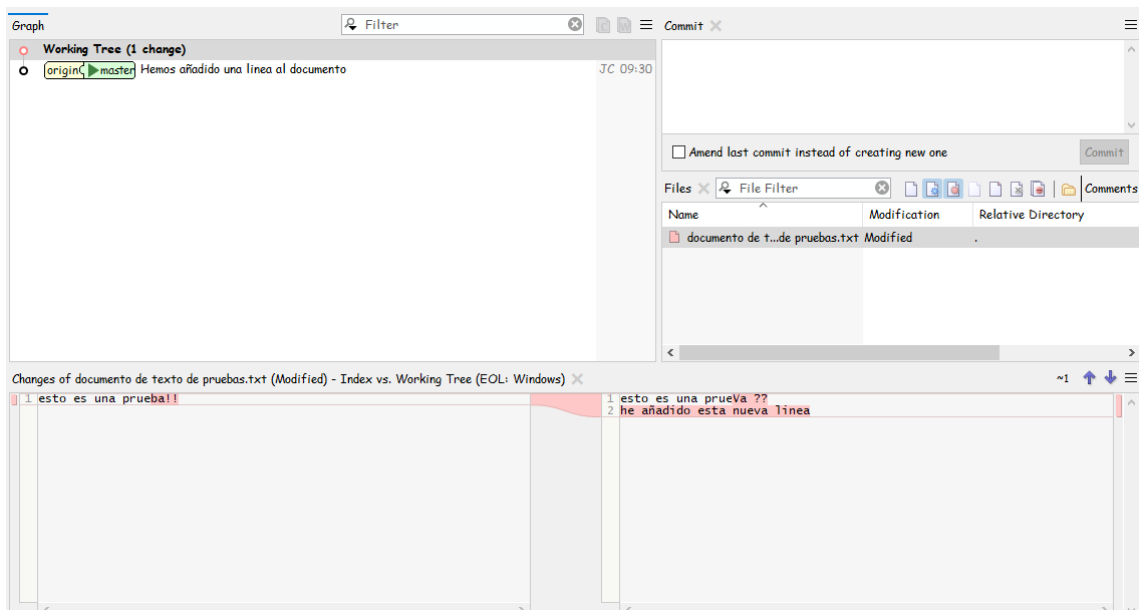 Graph
Filter
Working Tree (1 change)
origin master Hemos añadido una linea al documento JC 09:30
Commit
Amend last commit instead of creating new one
Commit
Files File Filter Comments
Name Modification Relative Directory
documento de t...de pruebas.txt Modified .
Changes of documento de texto de pruebas.txt (Modified) - Index vs. Working Tree (EOL: Windows) ~1
1 esto es una prueba!!
1 esto es una prueVa ??
2 he añadido esta nueva linea